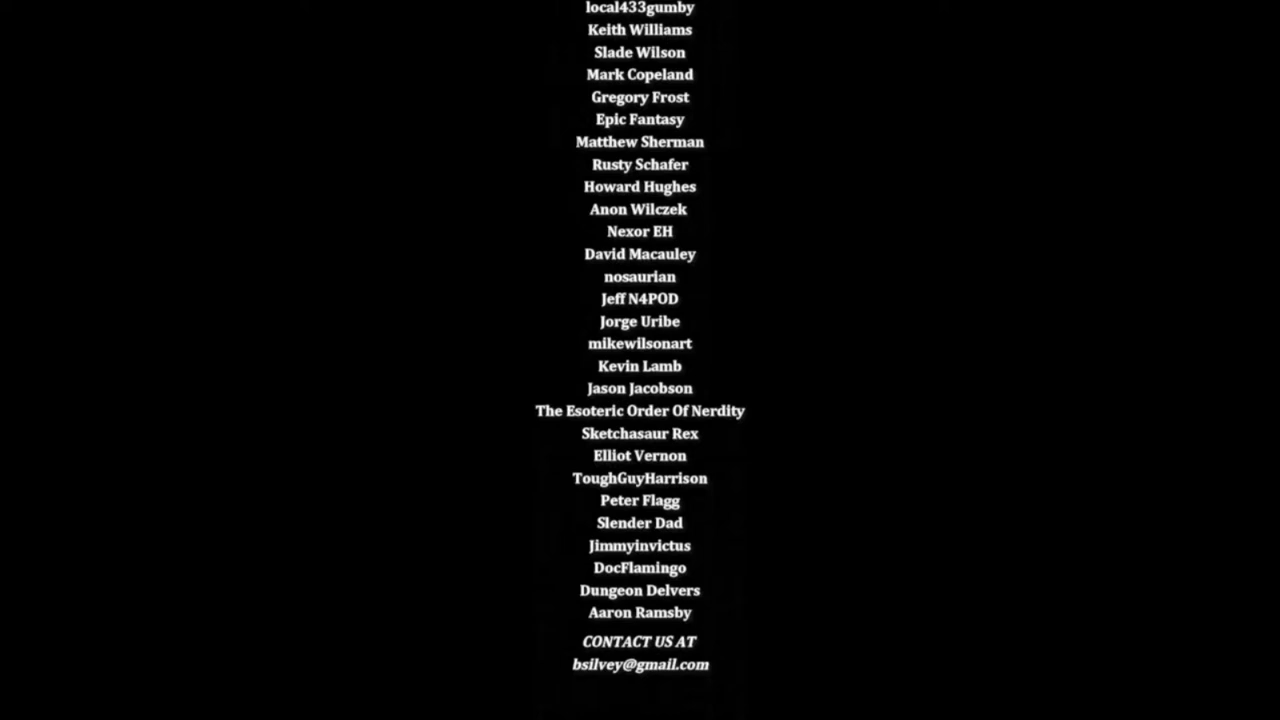 local433gumby
Keith Williams
Slade Wilson
Mark Copeland
Gregory Frost
Epic Fantasy
Matthew Sherman
Rusty Schafer
Howard Hughes
Anon Wilczek
Nexor EH
David Macauley
nosaurian
Jeff N4POD
Jorge Uribe
mikewilsonart
Kevin Lamb
Jason Jacobson
The Esoteric Order Of Nerdity
Sketchasaur Rex
Elliot Vernon
ToughGuyHarrison
Peter Flagg
Slender Dad
Jimmyinvictus
DocFlamingo
Dungeon Delvers
Aaron Ramsby
CONTACT US AT
bsilvey@gmail.com